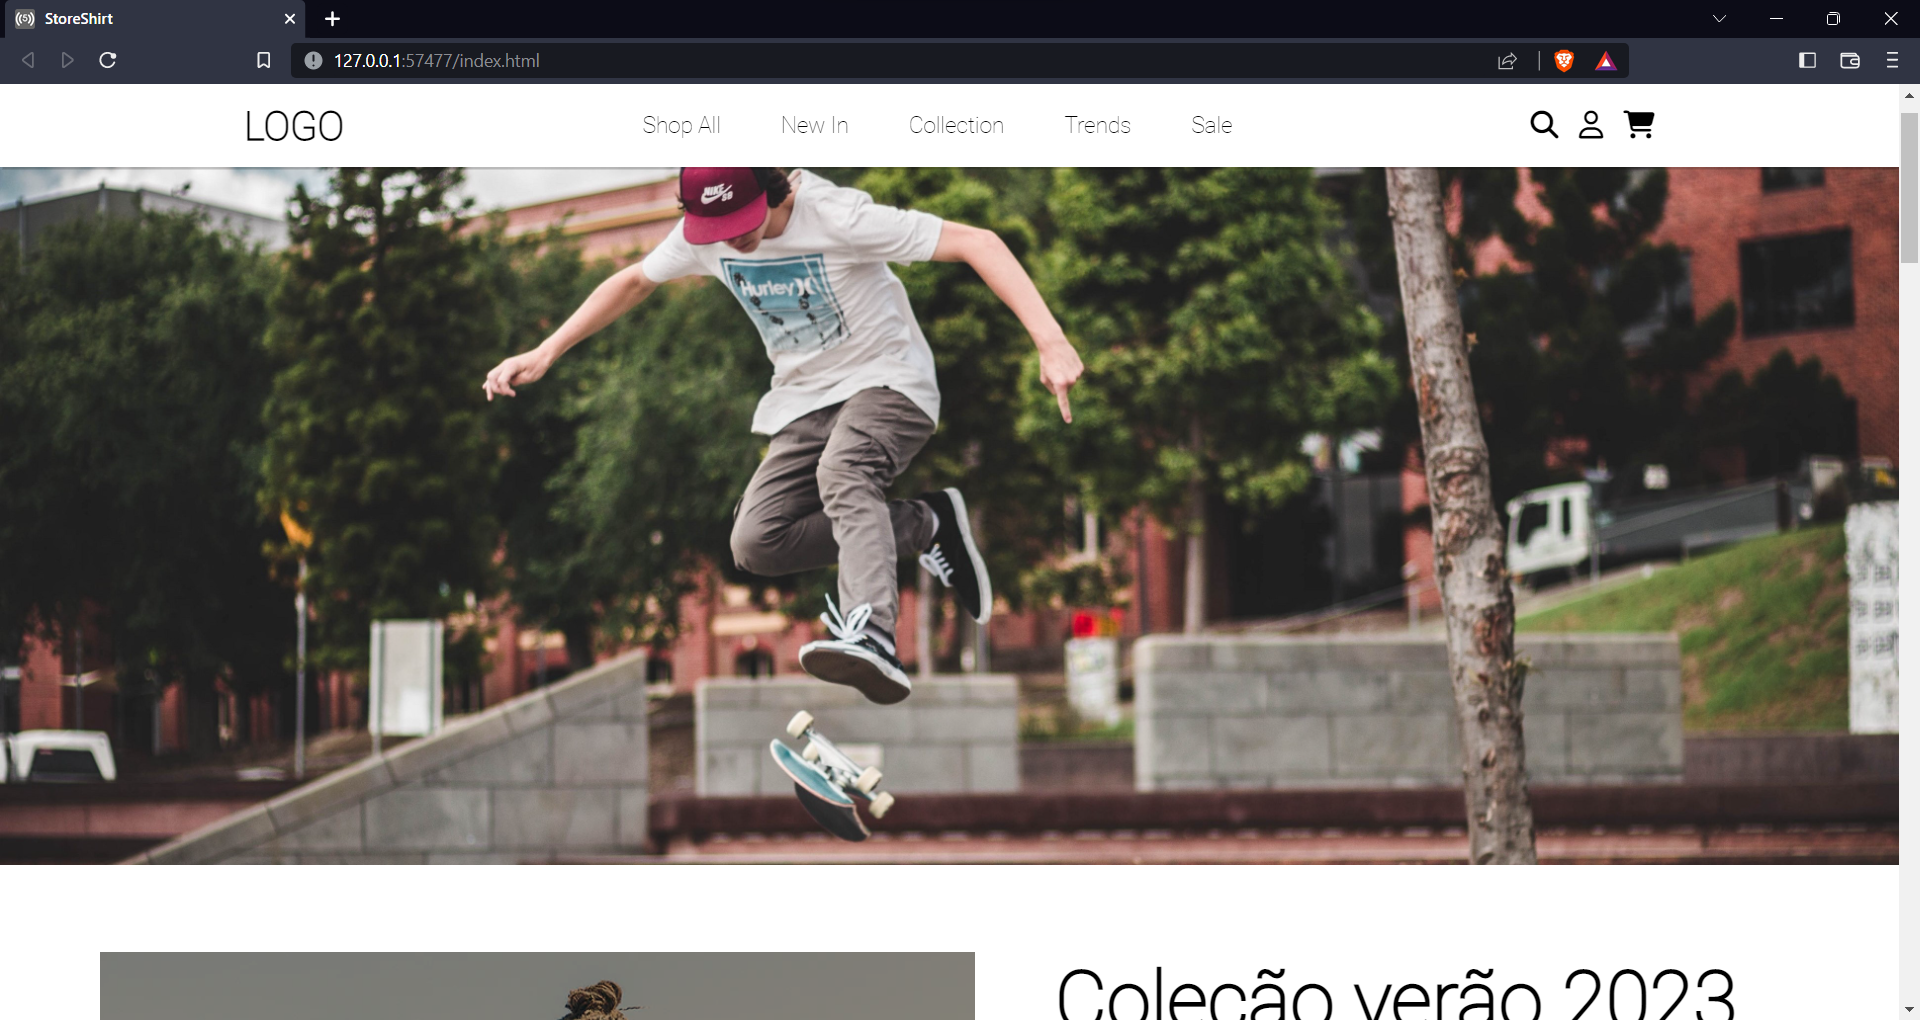 StoreShirt
127.0.0.1:57477/index.html
LOGO
Shop All
New In
Collection
Trends
Sale
NIKE
SB
Hurley
Coleção verão 2023